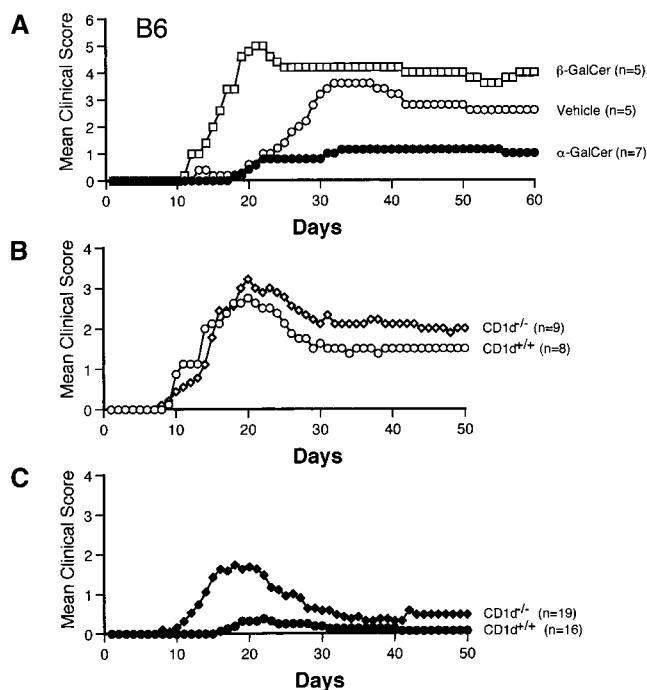 A
B6
Mean Clinical Score
6
5
4
3
2
1
0
0 10 20 30 40 50 60
Days
β-GalCer (n=5)
Vehicle (n=5)
α-GalCer (n=7)
B
Mean Clinical Score
4
3
2
1
0
0 10 20 30 40 50
Days
CD1d-/- (n=9)
CD1d+/+ (n=8)
C
Mean Clinical Score
4
3
2
1
0
0 10 20 30 40 50
Days
CD1d-/- (n=19)
CD1d+/+ (n=16)